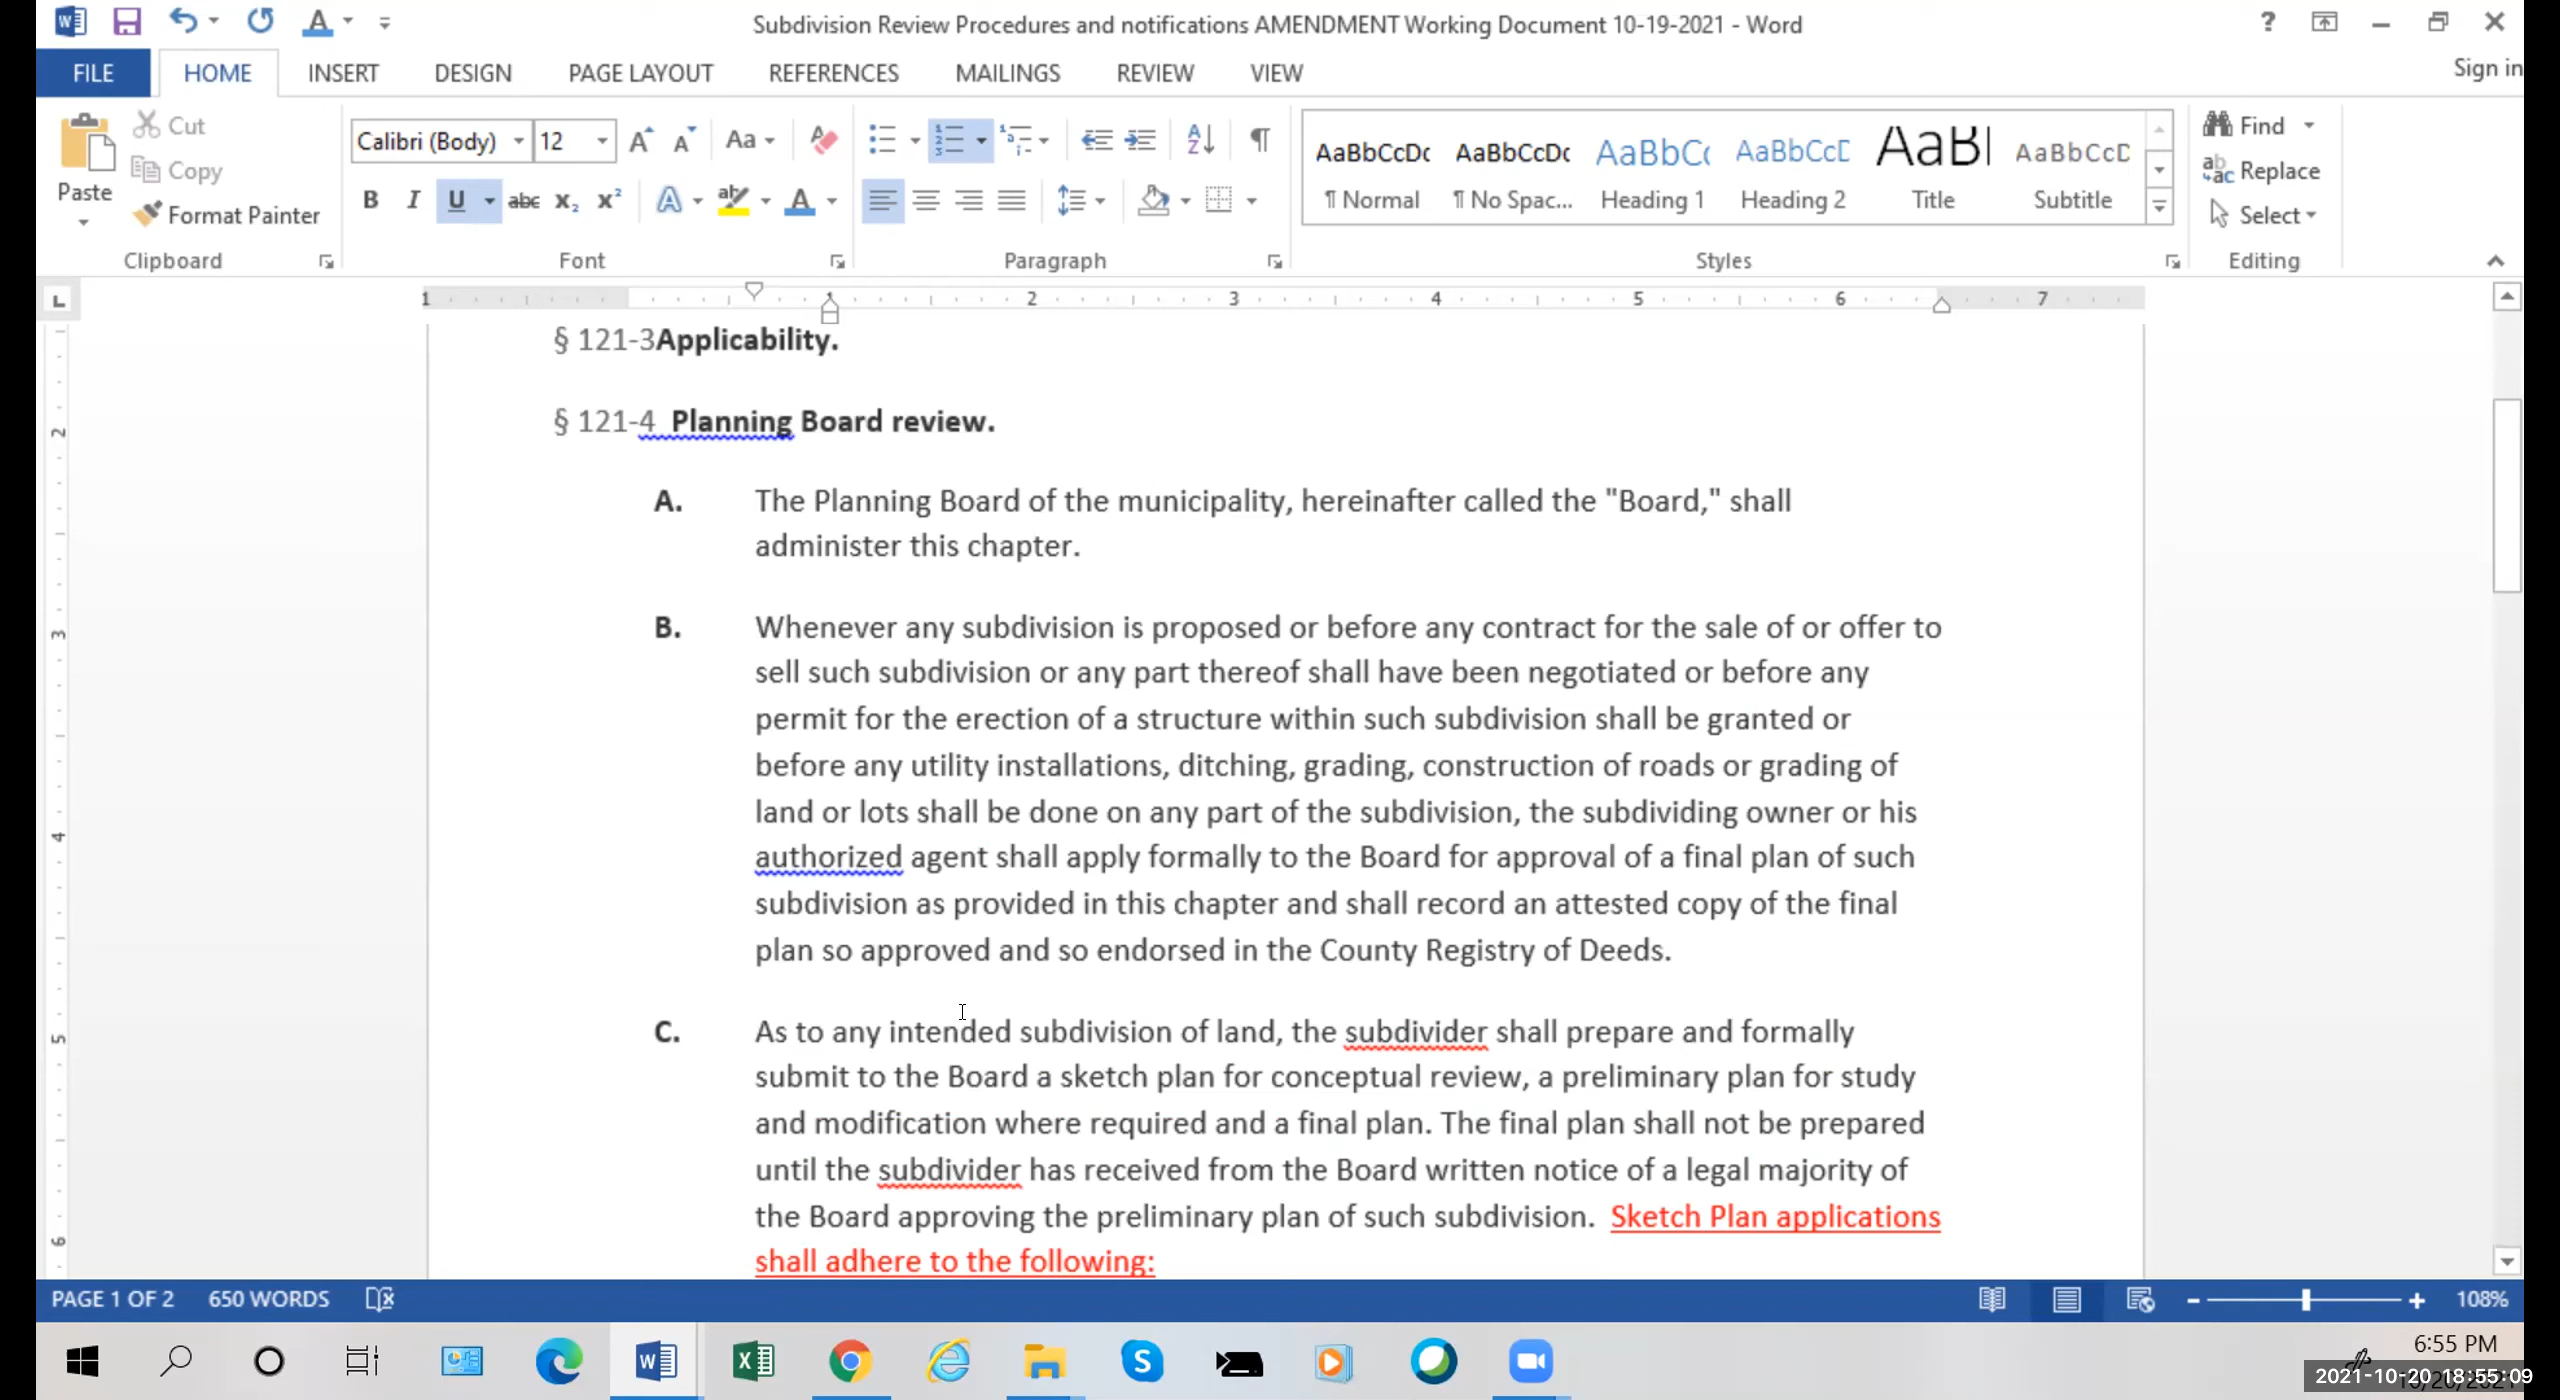 Subdivision Review Procedures and notifications AMENDMENT Working Document 10-19-2021 - Word
FILE HOME INSERT DESIGN PAGE LAYOUT REFERENCES MAILINGS REVIEW VIEW Sign in
Paste
Cut
Copy
Format Painter
Clipboard
Calibri (Body) 12
Font
Paragraph
AaBbCcDc AaBbCcDc AaBbCc AaBbCcD AaBl AaBbCcD
¶ Normal ¶ No Spac... Heading 1 Heading 2 Title Subtitle
Styles
Find
Replace
Select
Editing
1 1 2 3 4 5 6 7
§ 121-3Applicability.
§ 121-4 Planning Board review.
A. The Planning Board of the municipality, hereinafter called the "Board," shall
administer this chapter.
B. Whenever any subdivision is proposed or before any contract for the sale of or offer to
sell such subdivision or any part thereof shall have been negotiated or before any
permit for the erection of a structure within such subdivision shall be granted or
before any utility installations, ditching, grading, construction of roads or grading of
land or lots shall be done on any part of the subdivision, the subdividing owner or his
authorized agent shall apply formally to the Board for approval of a final plan of such
subdivision as provided in this chapter and shall record an attested copy of the final
plan so approved and so endorsed in the County Registry of Deeds.
C. As to any intended subdivision of land, the subdivider shall prepare and formally
submit to the Board a sketch plan for conceptual review, a preliminary plan for study
and modification where required and a final plan. The final plan shall not be prepared
until the subdivider has received from the Board written notice of a legal majority of
the Board approving the preliminary plan of such subdivision. Sketch Plan applications
shall adhere to the following:
2
3
4
5
6
PAGE 1 OF 2 650 WORDS 108%
6:55 PM
2021-10-20 18:55:09